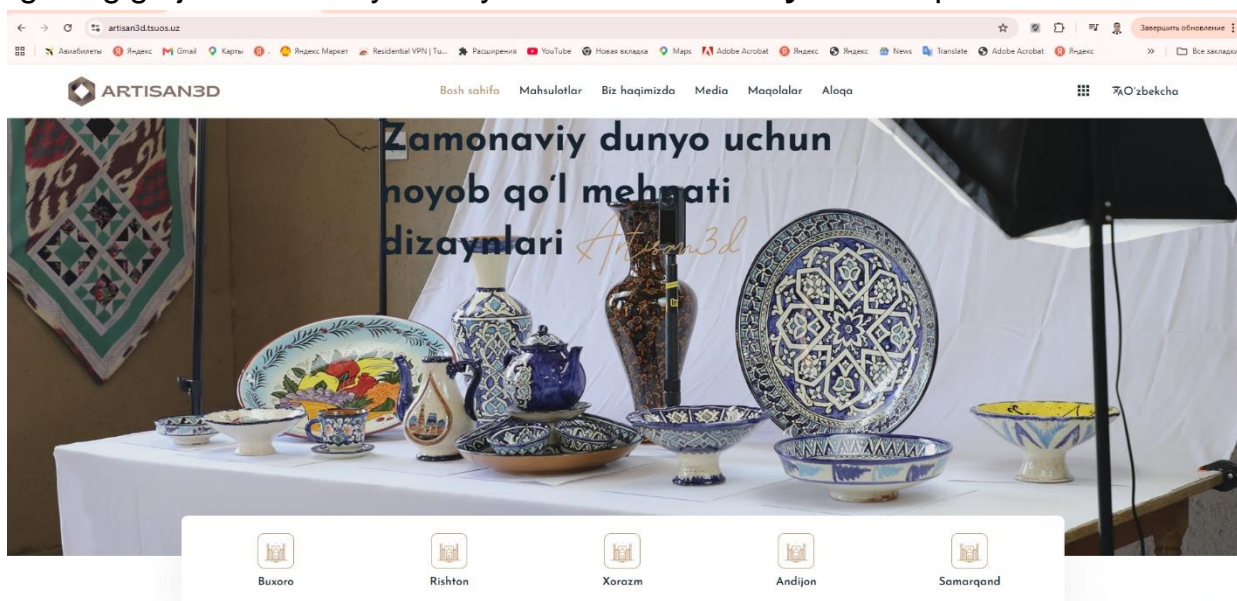 artisan3d.tsuos.uz
Завершить обновление
Авиабилеты Яндекс Gmail Карты Яндекс Маркет Residential VPN | Tu... Расширения YouTube Новая вкладка Maps Adobe Acrobat Яндекс Яндекс News Translate Adobe Acrobat Яндекс » Все закладки
ARTISAN3D
Bosh sahifa Mahsulotlar Biz haqimizda Media Maqolalar Aloqa
O'zbekcha
Zamonaviy dunyo uchun
noyob qo'l mehnati
dizaynlari Artisan3d
Buxoro Rishton Xorazm Andijon Samarqand